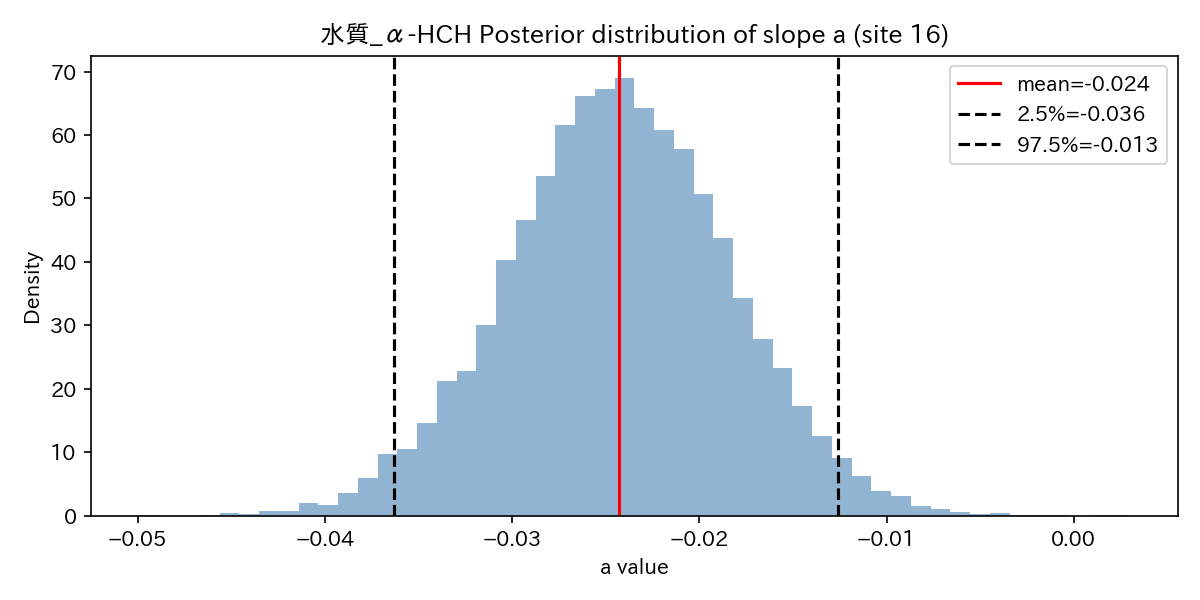 水質_α-HCH Posterior distribution of slope a (site 16)
mean=-0.024
2.5%=-0.036
97.5%=-0.013
Density
70
60
50
40
30
20
10
0
−0.05 −0.04 −0.03 −0.02 −0.01 0.00
a value